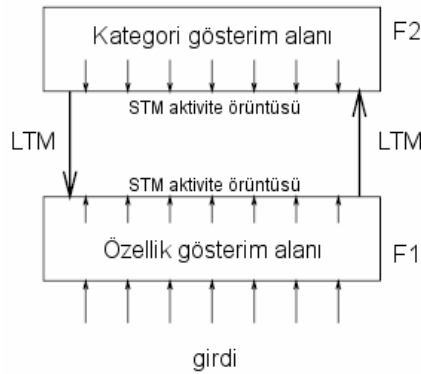 Kategori gösterim alanı
F2
STM aktivite örüntüsü
LTM
LTM
STM aktivite örüntüsü
Özellik gösterim alanı
F1
girdi